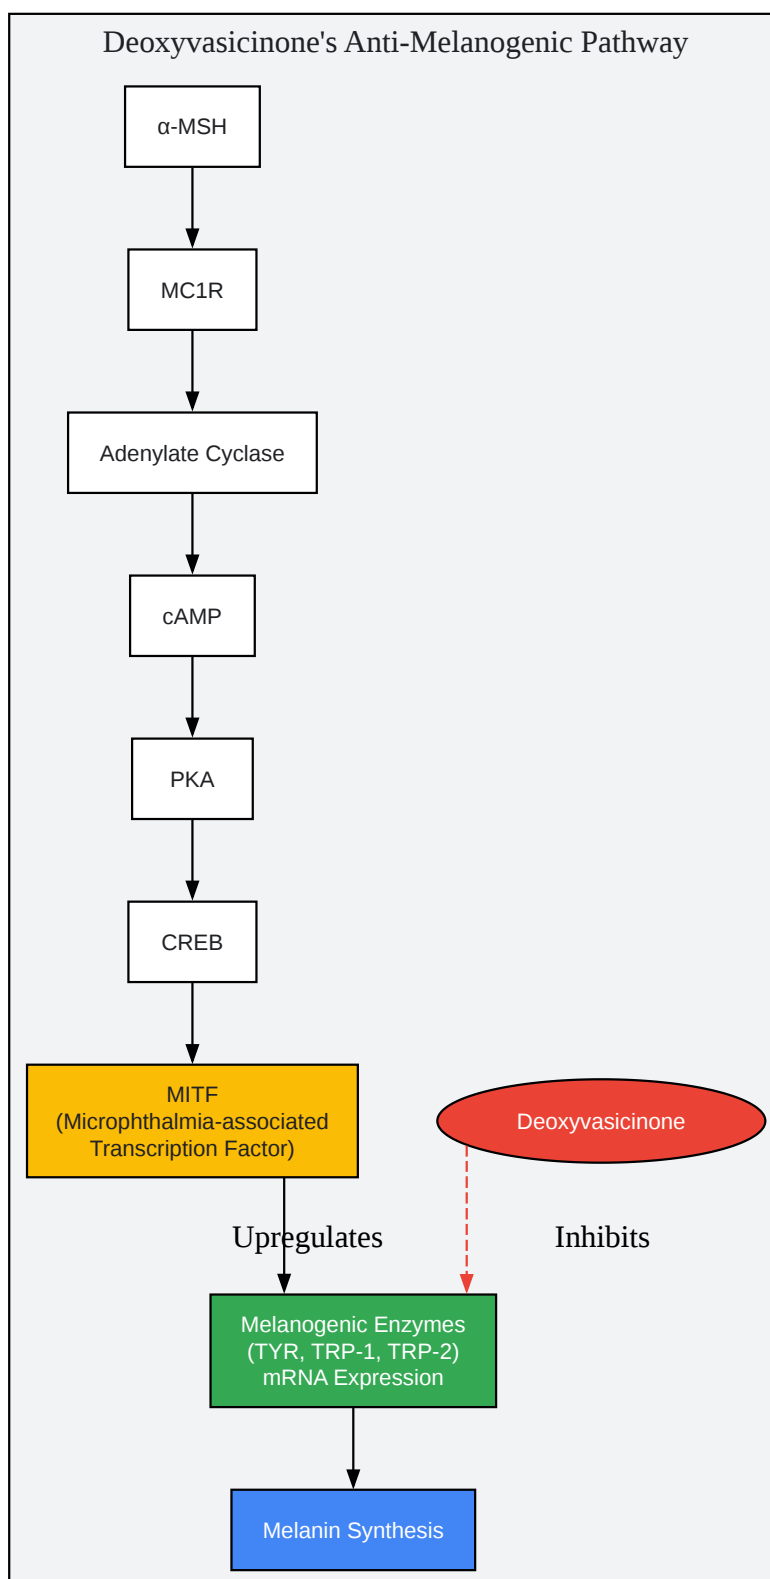 Deoxyvasicinone's Anti-Melanogenic Pathway
α-MSH
MC1R
Adenylate Cyclase
cAMP
PKA
CREB
MITF
(Microphthalmia-associated
Transcription Factor)
Deoxyvasicinone
Upregulates
Inhibits
Melanogenic Enzymes
(TYR, TRP-1, TRP-2)
mRNA Expression
Melanin Synthesis